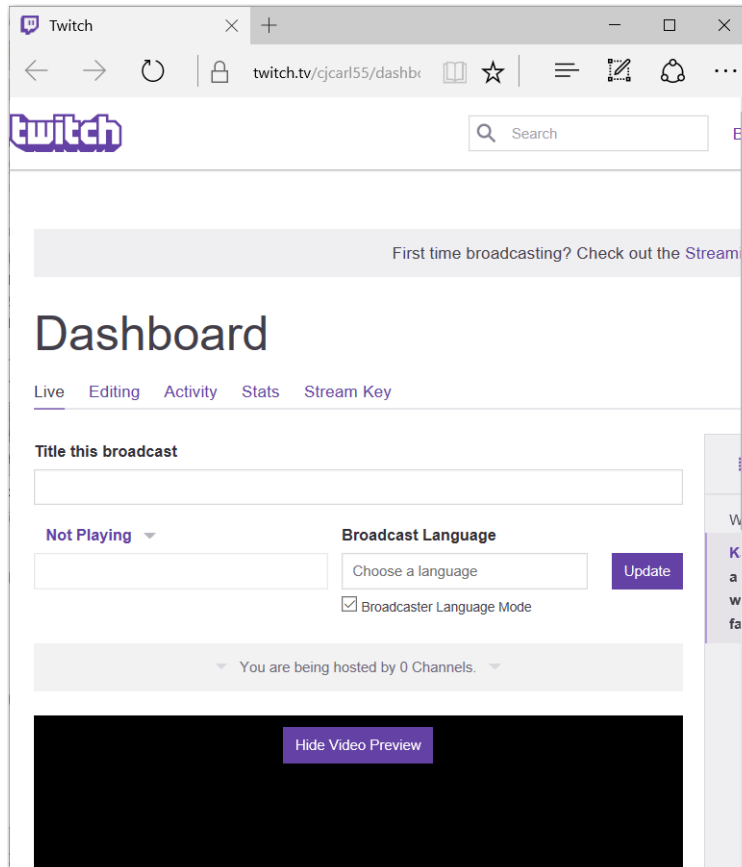 Twitch
twitch.tv/cjcarl55/dashb
twitch
Search
First time broadcasting? Check out the Streami
Dashboard
Live Editing Activity Stats Stream Key
Title this broadcast
Not Playing
Broadcast Language
Choose a language
Update
Broadcaster Language Mode
You are being hosted by 0 Channels.
Hide Video Preview
W
K
a
w
fa